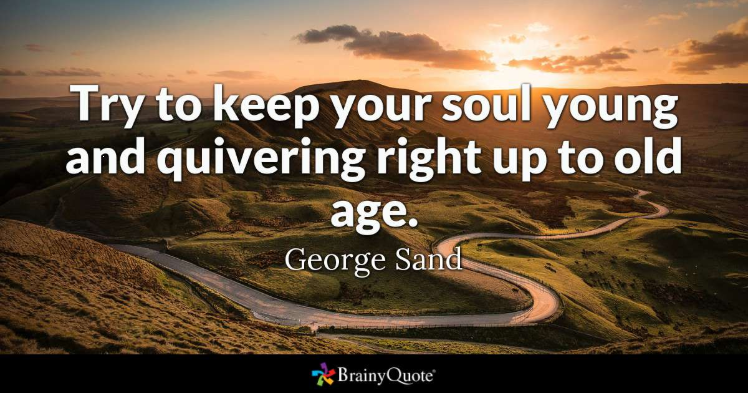 Try to keep your soul young
and quivering right up to old
age.
George Sand
BrainyQuote®